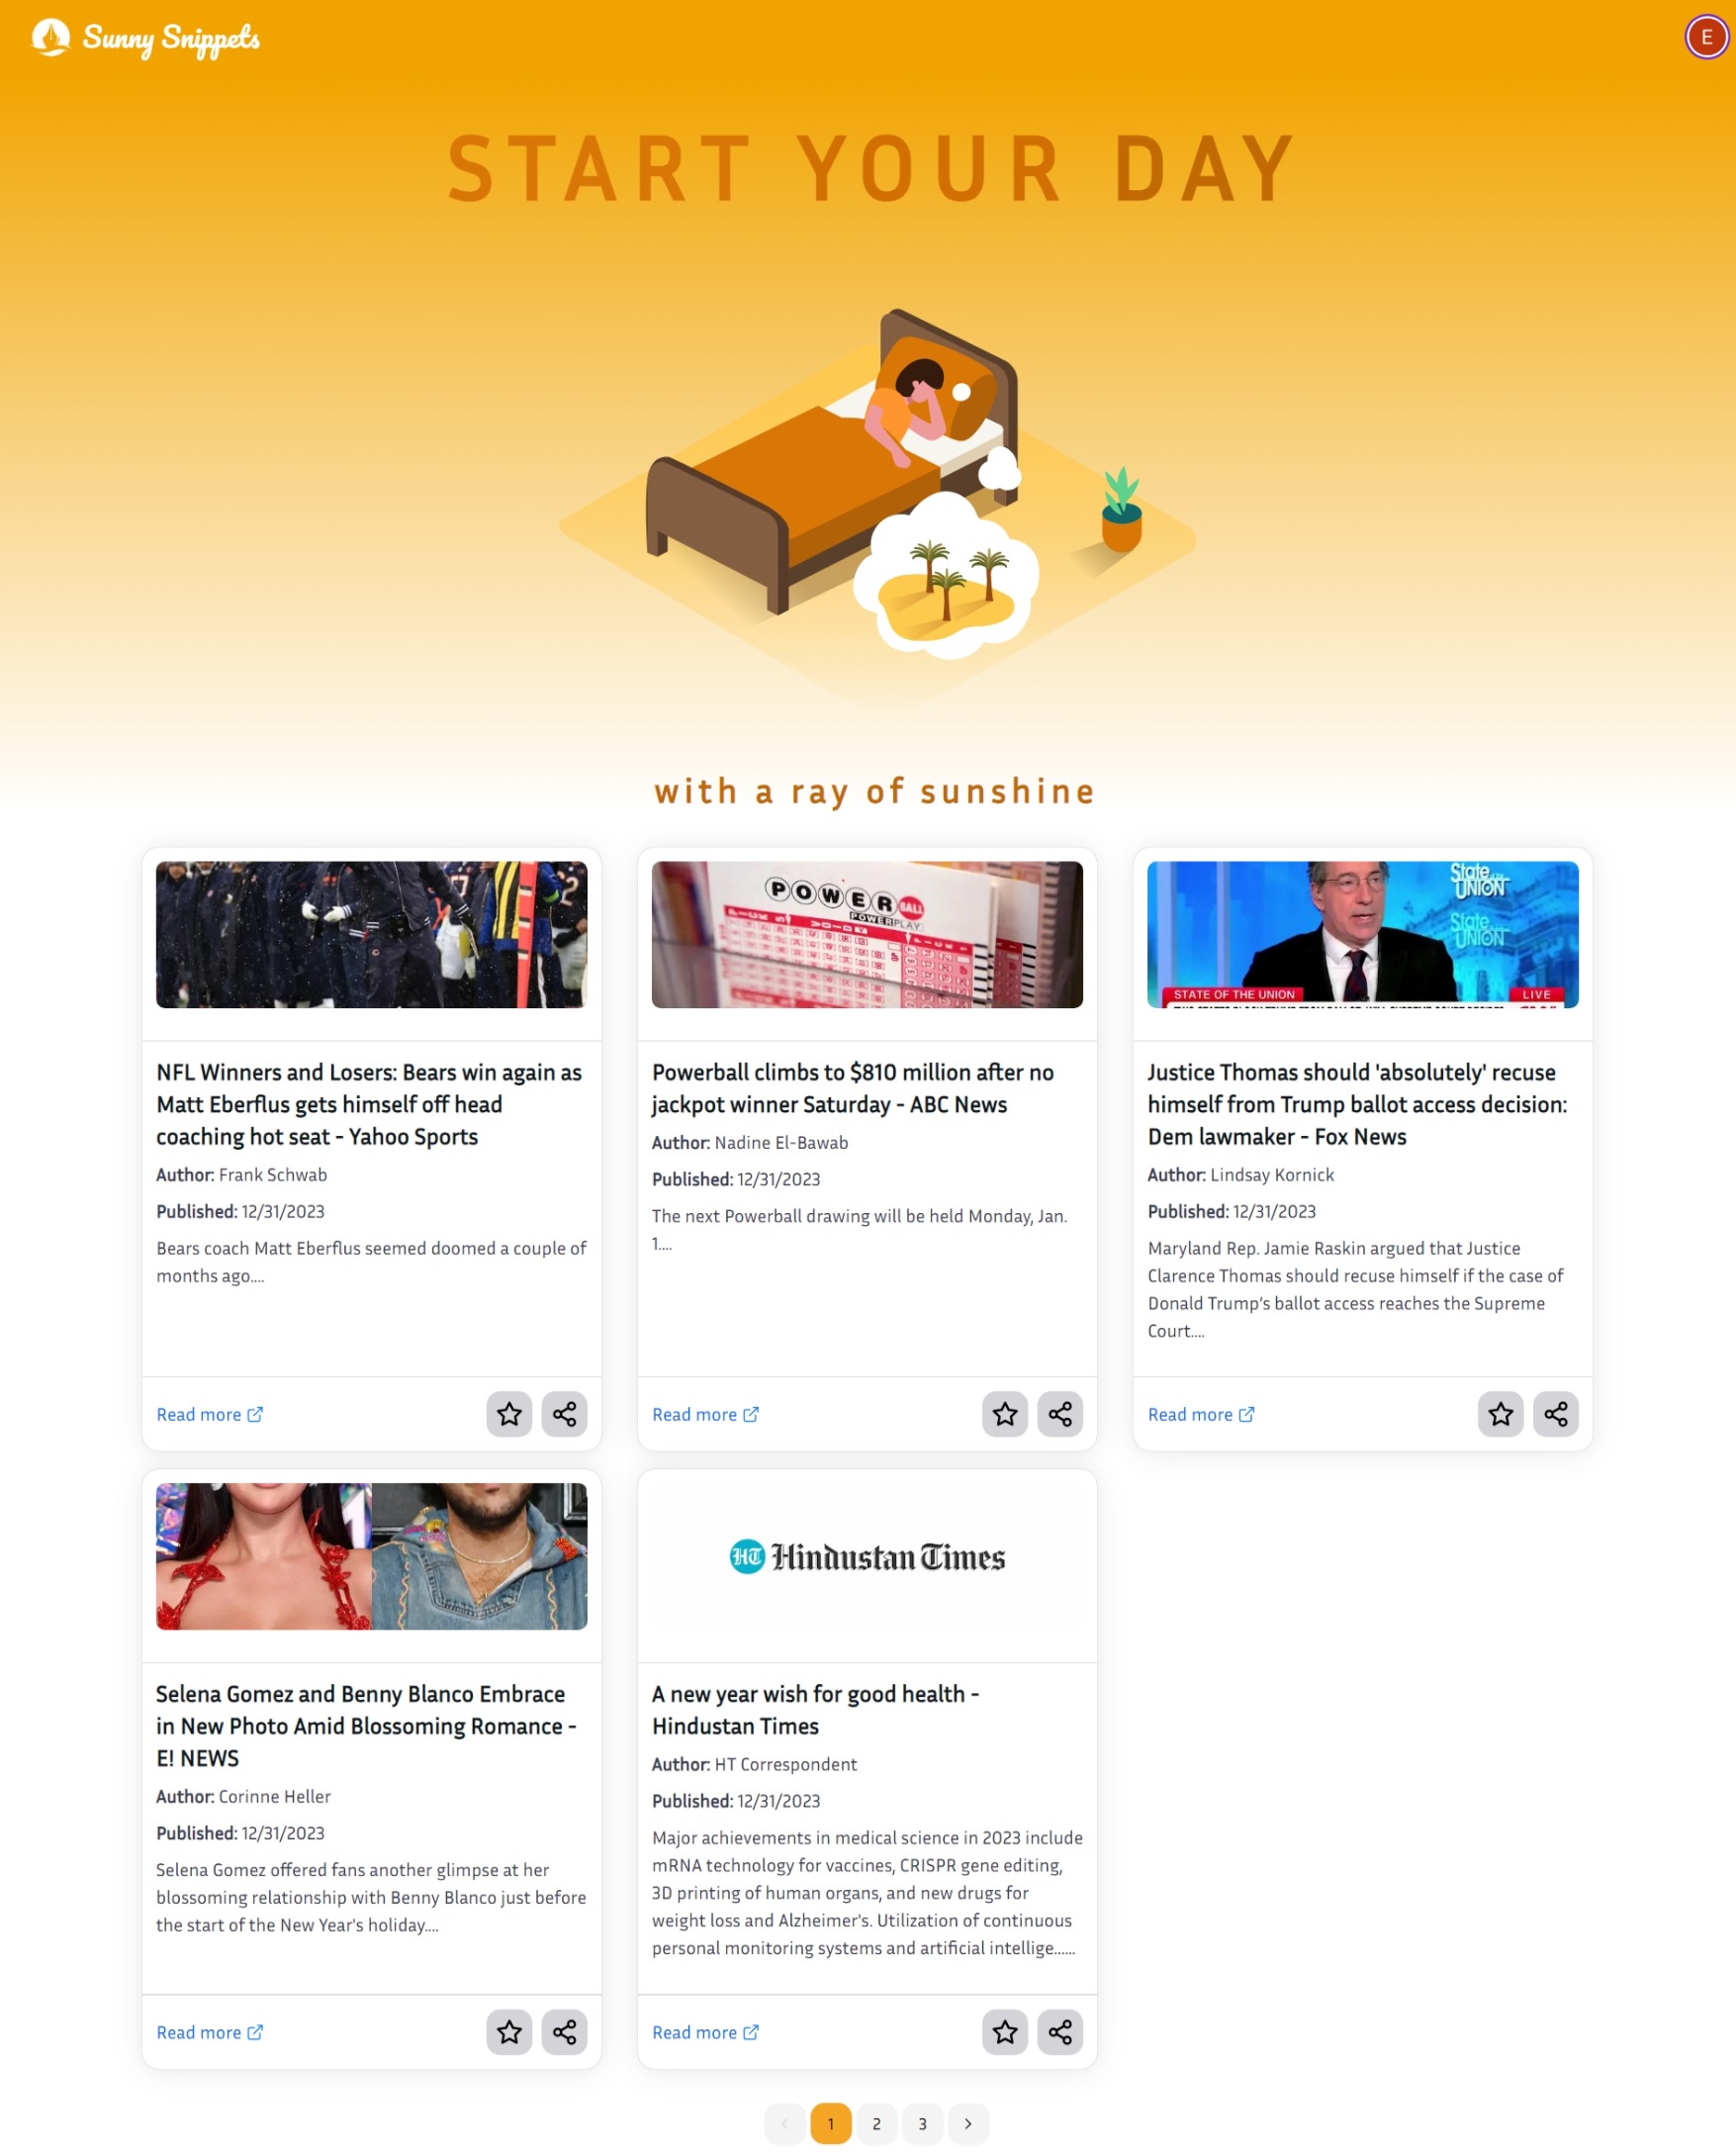 Sunny Snippets
E
START YOUR DAY
with a ray of sunshine
NFL Winners and Losers: Bears win again as
Matt Eberflus gets himself off head
coaching hot seat - Yahoo Sports
Author: Frank Schwab
Published: 12/31/2023
Bears coach Matt Eberflus seemed doomed a couple of
months ago....
Read more
POWER BALL
POWERPLAY
Powerball climbs to $810 million after no
jackpot winner Saturday - ABC News
Author: Nadine El-Bawab
Published: 12/31/2023
The next Powerball drawing will be held Monday, Jan.
1....
Read more
State of the
UNION
State of the
UNION
STATE OF THE UNION
LIVE
Justice Thomas should 'absolutely' recuse
himself from Trump ballot access decision:
Dem lawmaker - Fox News
Author: Lindsay Kornick
Published: 12/31/2023
Maryland Rep. Jamie Raskin argued that Justice
Clarence Thomas should recuse himself if the case of
Donald Trump’s ballot access reaches the Supreme
Court....
Read more
Selena Gomez and Benny Blanco Embrace
in New Photo Amid Blossoming Romance -
E! NEWS
Author: Corinne Heller
Published: 12/31/2023
Selena Gomez offered fans another glimpse at her
blossoming relationship with Benny Blanco just before
the start of the New Year's holiday....
Read more
HT Hindustan Times
A new year wish for good health -
Hindustan Times
Author: HT Correspondent
Published: 12/31/2023
Major achievements in medical science in 2023 include
mRNA technology for vaccines, CRISPR gene editing,
3D printing of human organs, and new drugs for
weight loss and Alzheimer's. Utilization of continuous
personal monitoring systems and artificial intellige......
Read more
1 2 3